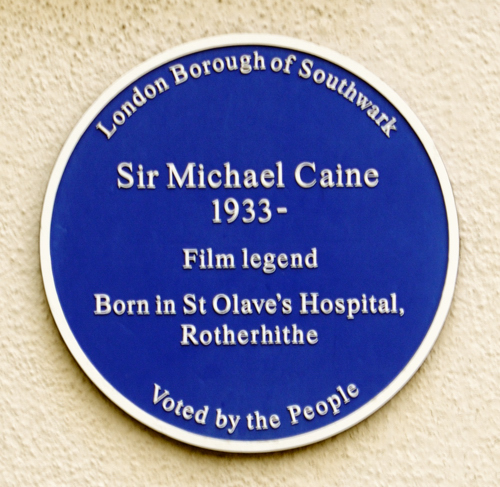 London Borough of Southwark
Sir Michael Caine
1933-
Film legend
Born in St Olave's Hospital,
Rotherhithe
Voted by the People